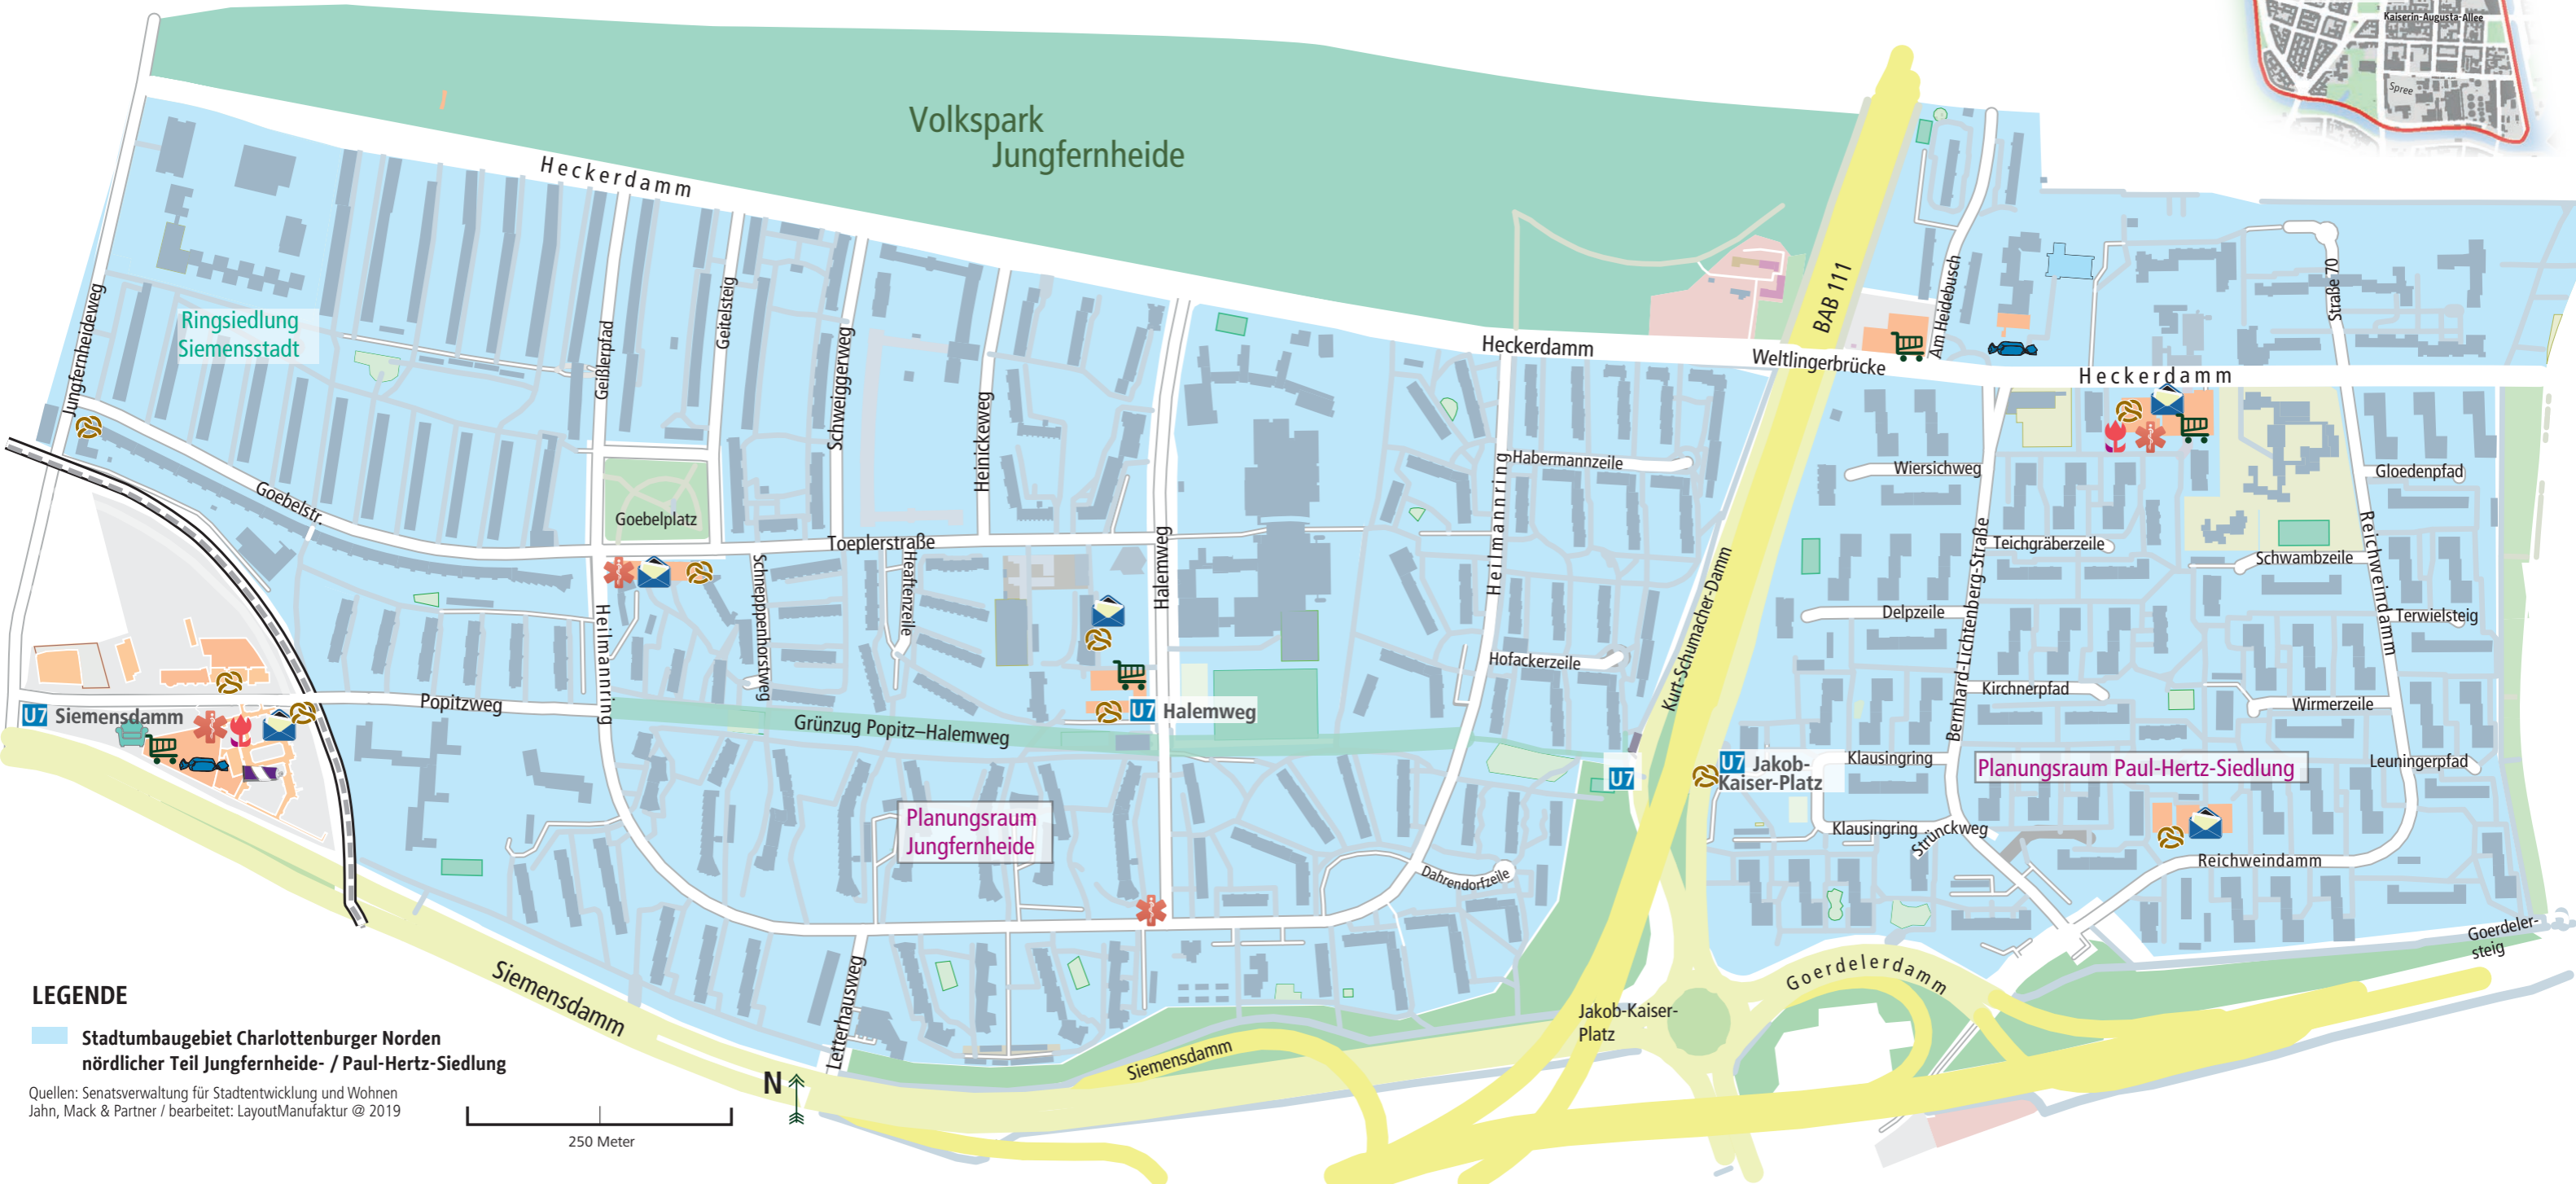 Kaiserin-Augusta-Allee
Spree
Volkspark
Jungfernheide
Heckerdamm
BAB 111
Am Heidebusch
Straße 70
Jungfernheideweg
Ringsiedlung
Siemensstadt
Geißlerpfad
Geitelsteig
Schweiggerweg
Heinickeweg
Heckerdamm
Weltlingerbrücke
Heckerdamm
Goebelstr.
Goebelplatz
Toeplerstraße
Halemweg
Heilmannring
Habermannzeile
Wiersichweg
Gloedenpfad
Heilmannring
Schnepppenhorstweg
Heaftenzeile
Kurt-Schumacher-Damm
Bernhard-Lichtenberg-Straße
Teichgräberzeile
Schwambzeile
Reichweindamm
Delpzeile
Terwielsteig
Hofackerzeile
Kirchnerpfad
Wirmerzeile
U7 Siemensdamm
Popitzweg
Grünzug Popitz–Halemweg
U7 Halemweg
U7
U7 Jakob-
Kaiser-Platz
Klausingring
Planungsraum Paul-Hertz-Siedlung
Leuningerpfad
Planungsraum
Jungfernheide
Klausingring
Strünckweg
Reichweindamm
Dahrendorfzeile
Goerdeler-
steig
Siemensdamm
Letterhausweg
Goerdelerdamm
Jakob-Kaiser-
Platz
Siemensdamm
LEGENDE
Stadtumbaugebiet Charlottenburger Norden
nördlicher Teil Jungfernheide- / Paul-Hertz-Siedlung
Quellen: Senatsverwaltung für Stadtentwicklung und Wohnen
Jahn, Mack & Partner / bearbeitet: LayoutManufaktur @ 2019
N
250 Meter